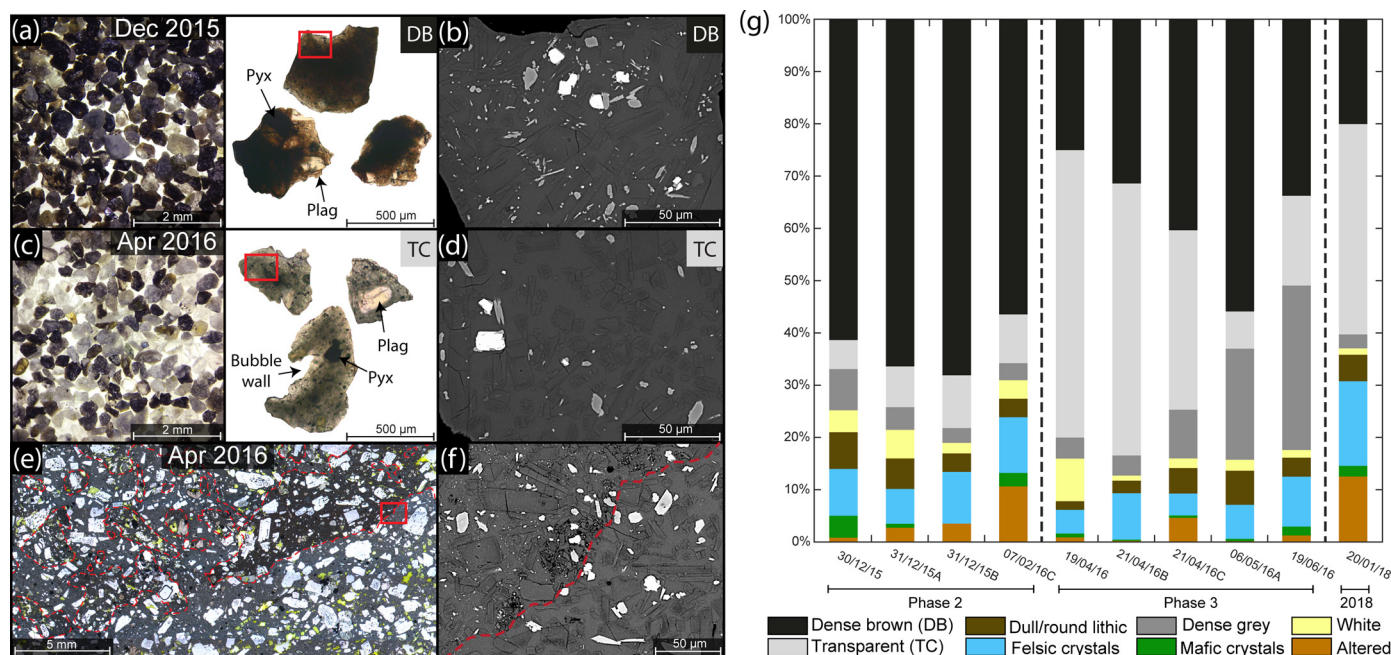 (a)
Dec 2015
DB
Pyx
Plag
2 mm
500 µm
(b)
DB
50 µm
(c)
Apr 2016
TC
Plag
Bubble
wall
Pyx
2 mm
500 µm
(d)
TC
50 µm
(e)
Apr 2016
5 mm
(f)
50 µm
(g)
100%
90%
80%
70%
60%
50%
40%
30%
20%
10%
0%
30/12/15
31/12/15A
31/12/15B
07/02/16C
19/04/16
21/04/16B
21/04/16C
06/05/16A
19/06/16
20/01/18
Phase 2
Phase 3
2018
Dense brown (DB)
Dull/round lithic
Dense grey
White
Transparent (TC)
Felsic crystals
Mafic crystals
Altered